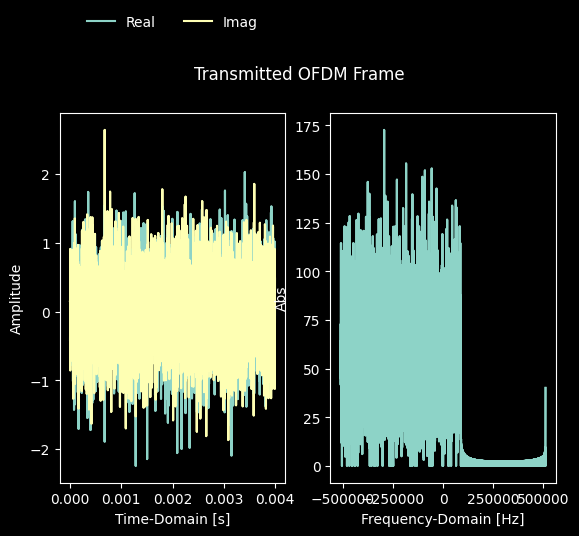 Real Imag
Transmitted OFDM Frame
Amplitude
2
1
0
−1
−2
0.000 0.001 0.002 0.003 0.004
Time-Domain [s]
Abs
175
150
125
100
75
50
25
0
−500000 −250000 0 250000 500000
Frequency-Domain [Hz]